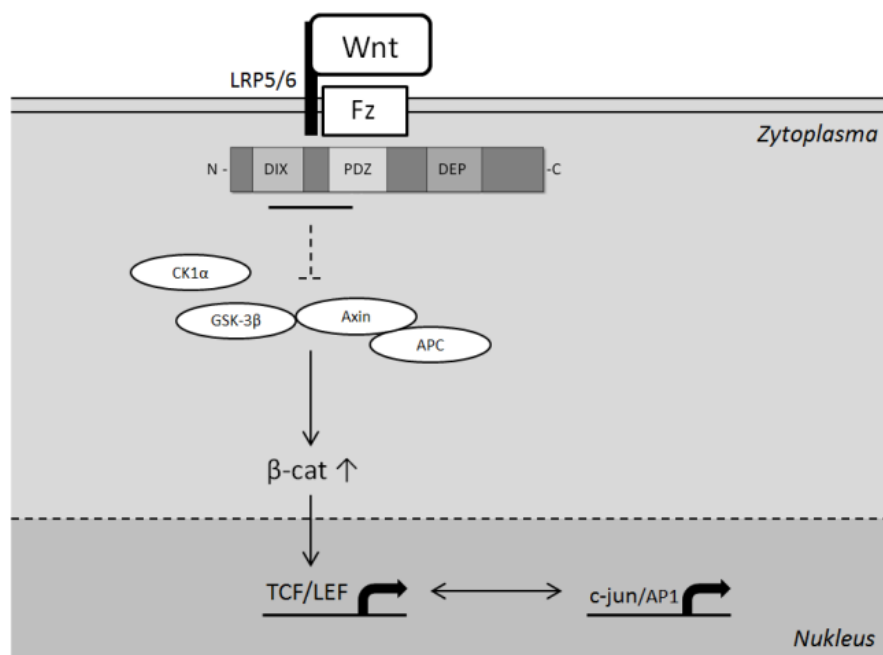 Wnt
LRP5/6
Fz
Zytoplasma
N - DIX PDZ DEP -C
CK1α
GSK-3β Axin
APC
β-cat ↑
TCF/LEF c-jun/AP1
Nukleus